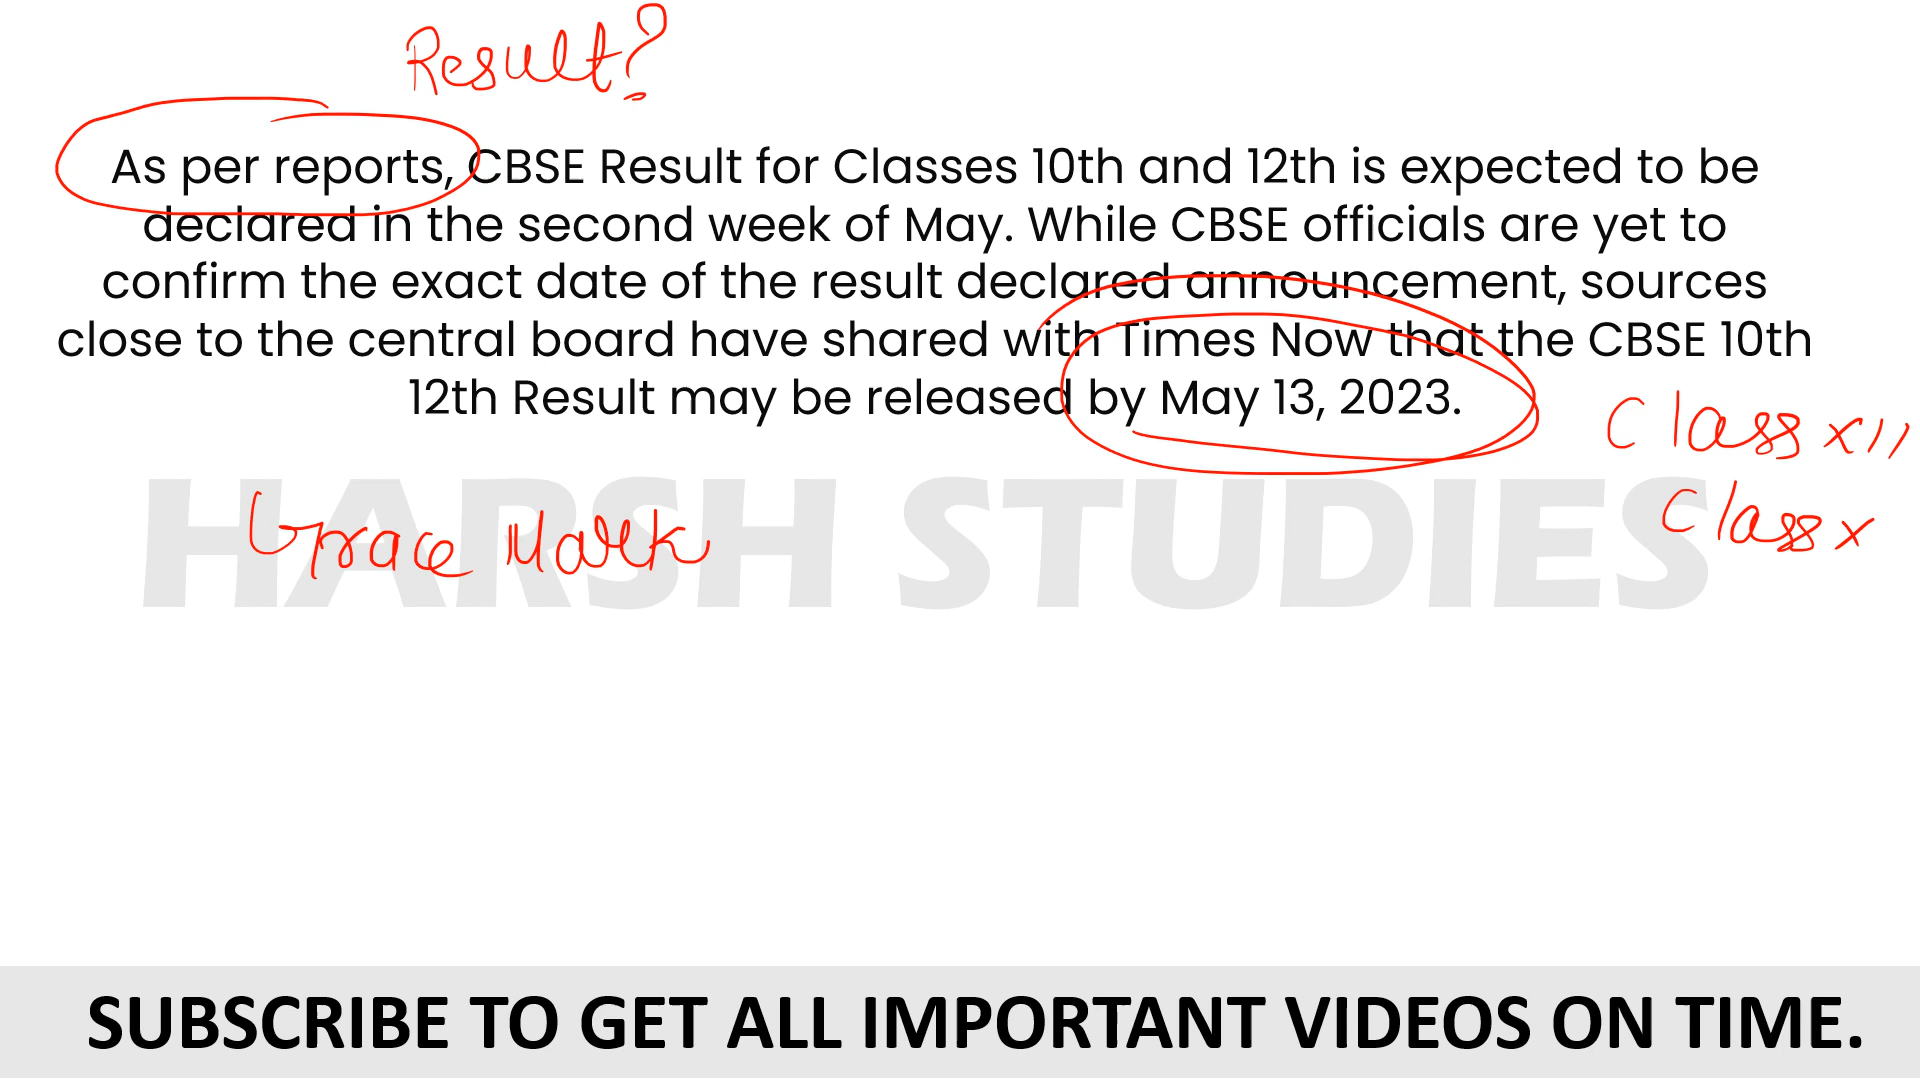 Result?
As per reports, CBSE Result for Classes 10th and 12th is expected to be
declared in the second week of May. While CBSE officials are yet to
confirm the exact date of the result declared announcement, sources
close to the central board have shared with Times Now that the CBSE 10th
12th Result may be released by May 13, 2023.
Class XII
Class X
Grace Mark
HARSH STUDIES
SUBSCRIBE TO GET ALL IMPORTANT VIDEOS ON TIME.